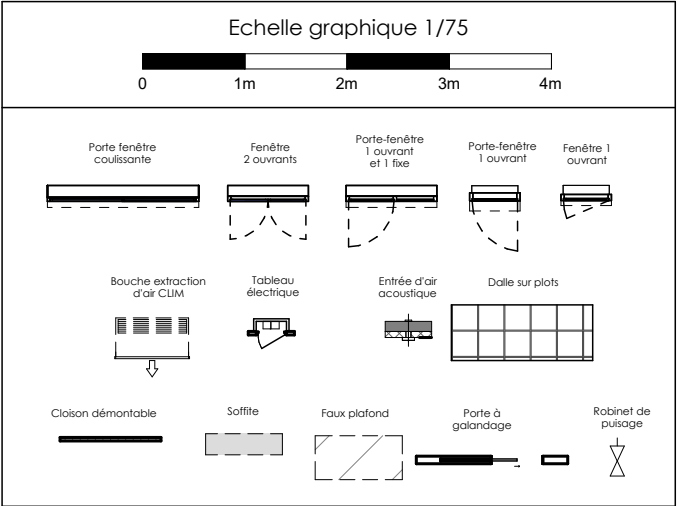 Echelle graphique 1/75
0 1m 2m 3m 4m
Porte fenêtre
coulissante
Fenêtre
2 ouvrants
Porte-fenêtre
1 ouvrant
et 1 fixe
Porte-fenêtre
1 ouvrant
Fenêtre 1
ouvrant
Bouche extraction
d'air CLIM
Tableau
électrique
Entrée d'air
acoustique
Dalle sur plots
Cloison démontable
Soffite
Faux plafond
Porte à
galandage
Robinet de
puisage